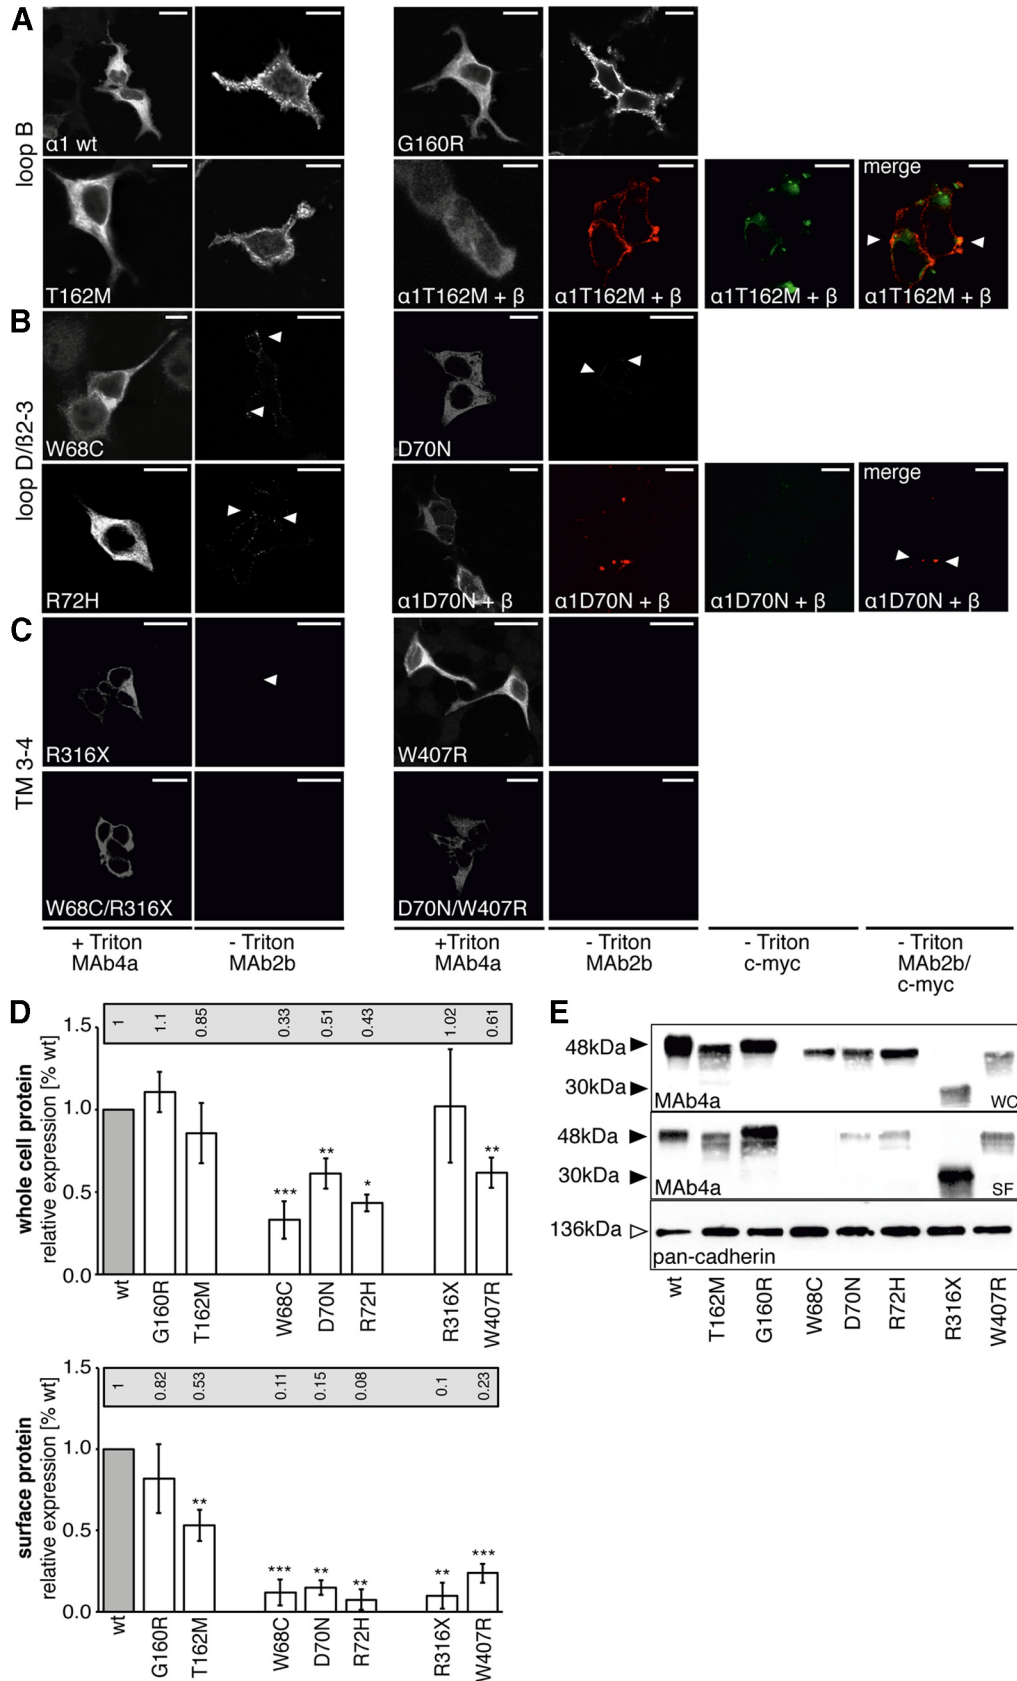 A
loop B
α1 wt
G160R
T162M
α1T162M + β
α1T162M + β
α1T162M + β
merge
α1T162M + β
B
loop D/ß2-3
W68C
D70N
R72H
α1D70N + β
α1D70N + β
α1D70N + β
merge
α1D70N + β
C
TM 3-4
R316X
W407R
W68C/R316X
D70N/W407R
+ Triton
MAb4a
- Triton
MAb2b
+Triton
MAb4a
- Triton
MAb2b
- Triton
c-myc
- Triton
MAb2b/
c-myc
D
whole cell protein
relative expression [% wt]
1.5
1.0
0.5
0.0
1
1.1
0.85
0.33
0.51
0.43
1.02
0.61
***
**
*
**
wt
G160R
T162M
W68C
D70N
R72H
R316X
W407R
surface protein
relative expression [% wt]
1.5
1.0
0.5
0.0
1
0.82
0.53
0.11
0.15
0.08
0.1
0.23
**
***
**
**
**
***
wt
G160R
T162M
W68C
D70N
R72H
R316X
W407R
E
48kDa
30kDa
MAb4a
WC
48kDa
30kDa
MAb4a
SF
136kDa
pan-cadherin
wt
T162M
G160R
W68C
D70N
R72H
R316X
W407R